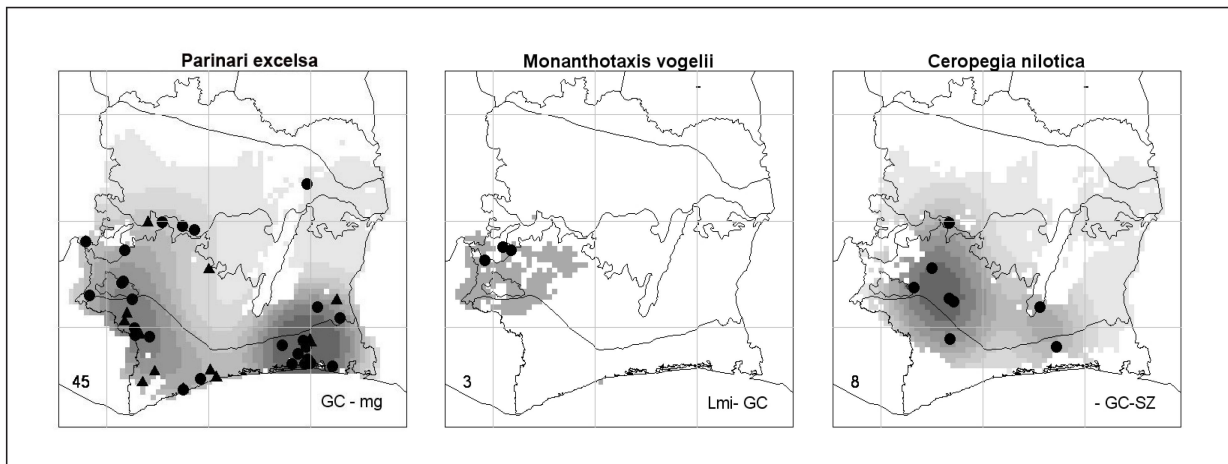 Parinari excelsa
45
GC - mg
Monanthotaxis vogelii
3
Lmi- GC
Ceropegia nilotica
8
- GC-SZ